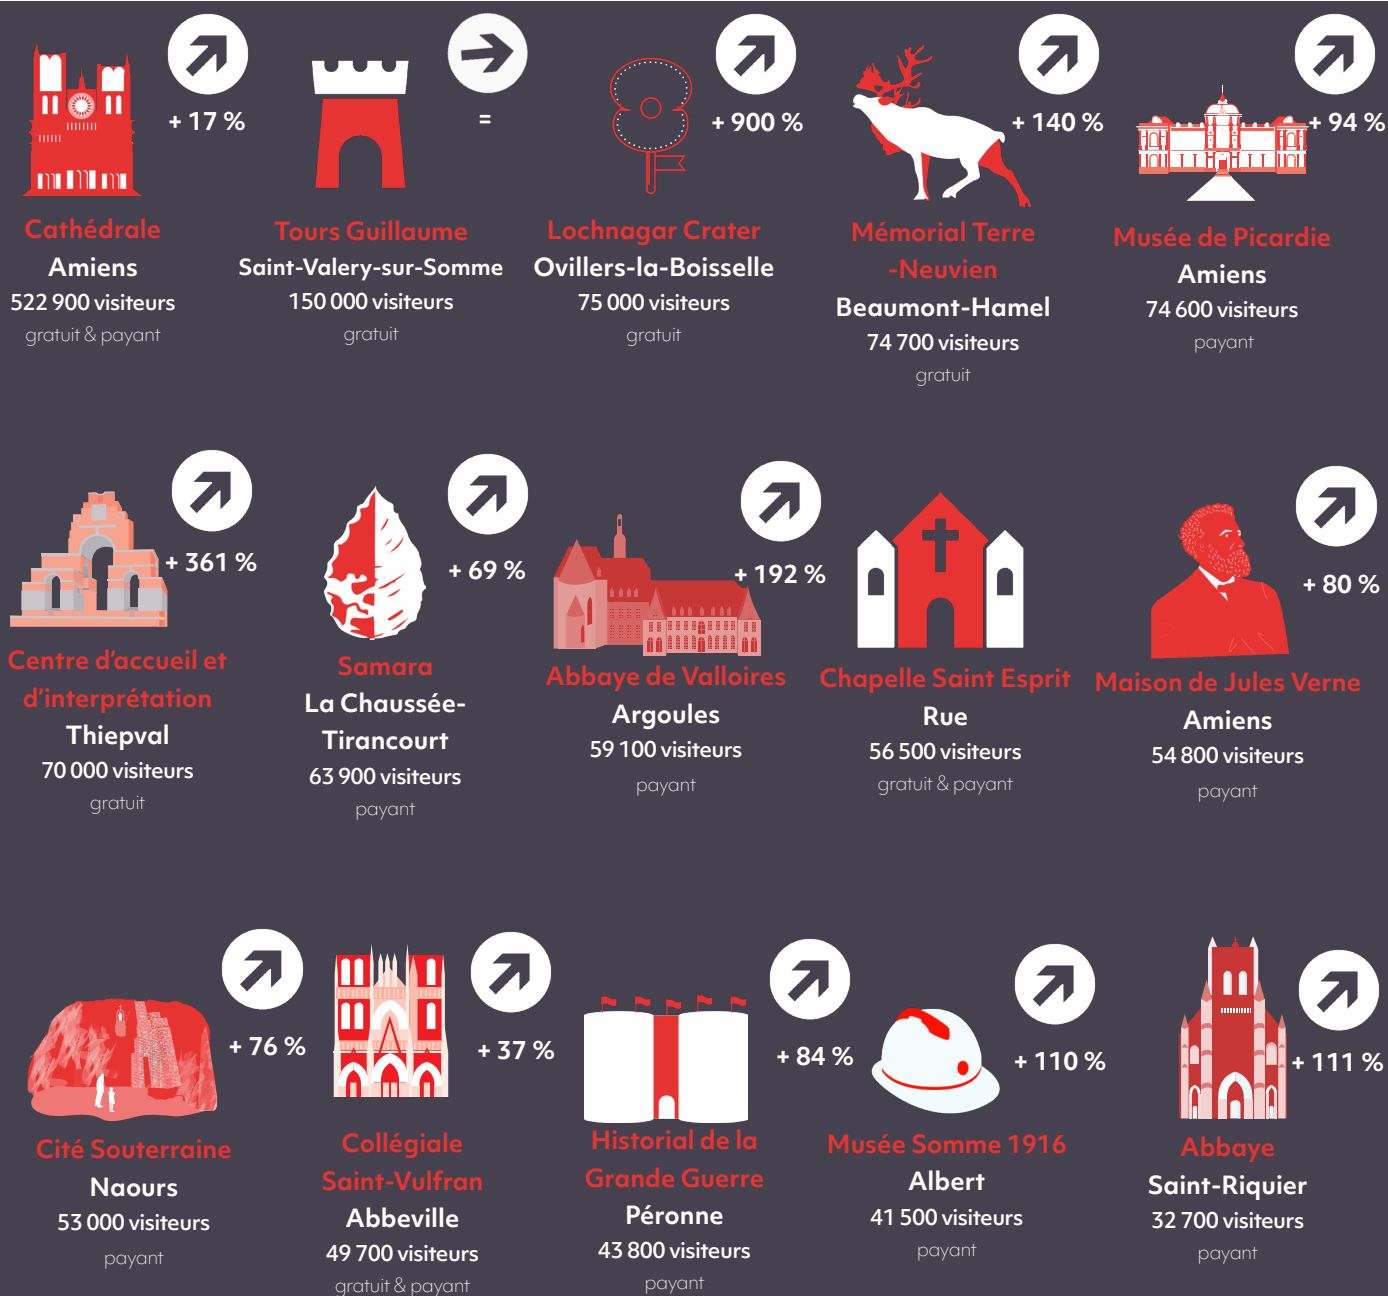 + 17 %
Cathédrale
Amiens
522 900 visiteurs
gratuit & payant
=
Tours Guillaume
Saint-Valery-sur-Somme
150 000 visiteurs
gratuit
+ 900 %
Lochnagar Crater
Ovillers-la-Boisselle
75 000 visiteurs
gratuit
+ 140 %
Mémorial Terre
-Neuvien
Beaumont-Hamel
74 700 visiteurs
gratuit
+ 94 %
Musée de Picardie
Amiens
74 600 visiteurs
payant
+ 361 %
Centre d'accueil et
d'interprétation
Thiepval
70 000 visiteurs
gratuit
+ 69 %
Samara
La Chaussée-
Tirancourt
63 900 visiteurs
payant
+ 192 %
Abbaye de Valloires
Argoules
59 100 visiteurs
payant
Chapelle Saint Esprit
Rue
56 500 visiteurs
gratuit & payant
+ 80 %
Maison de Jules Verne
Amiens
54 800 visiteurs
payant
+ 76 %
Cité Souterraine
Naours
53 000 visiteurs
payant
+ 37 %
Collégiale
Saint-Vulfran
Abbeville
49 700 visiteurs
gratuit & payant
+ 84 %
Historial de la
Grande Guerre
Péronne
43 800 visiteurs
payant
+ 110 %
Musée Somme 1916
Albert
41 500 visiteurs
payant
+ 111 %
Abbaye
Saint-Riquier
32 700 visiteurs
payant